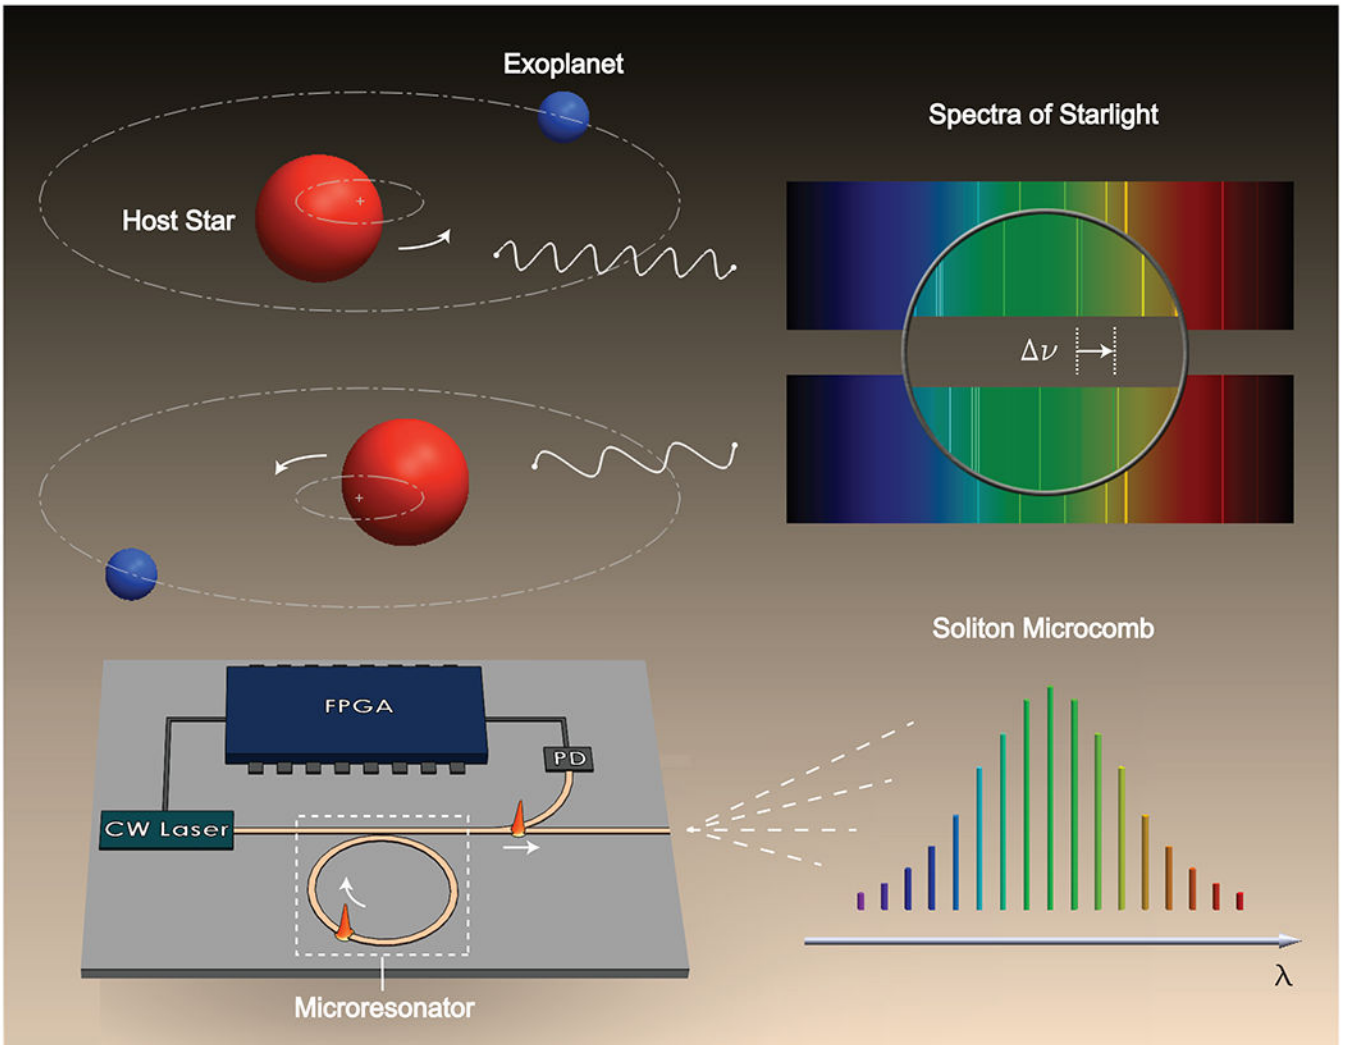 Exoplanet
Host Star
Spectra of Starlight
Δν
Soliton Microcomb
FPGA
PD
CW Laser
Microresonator
λ